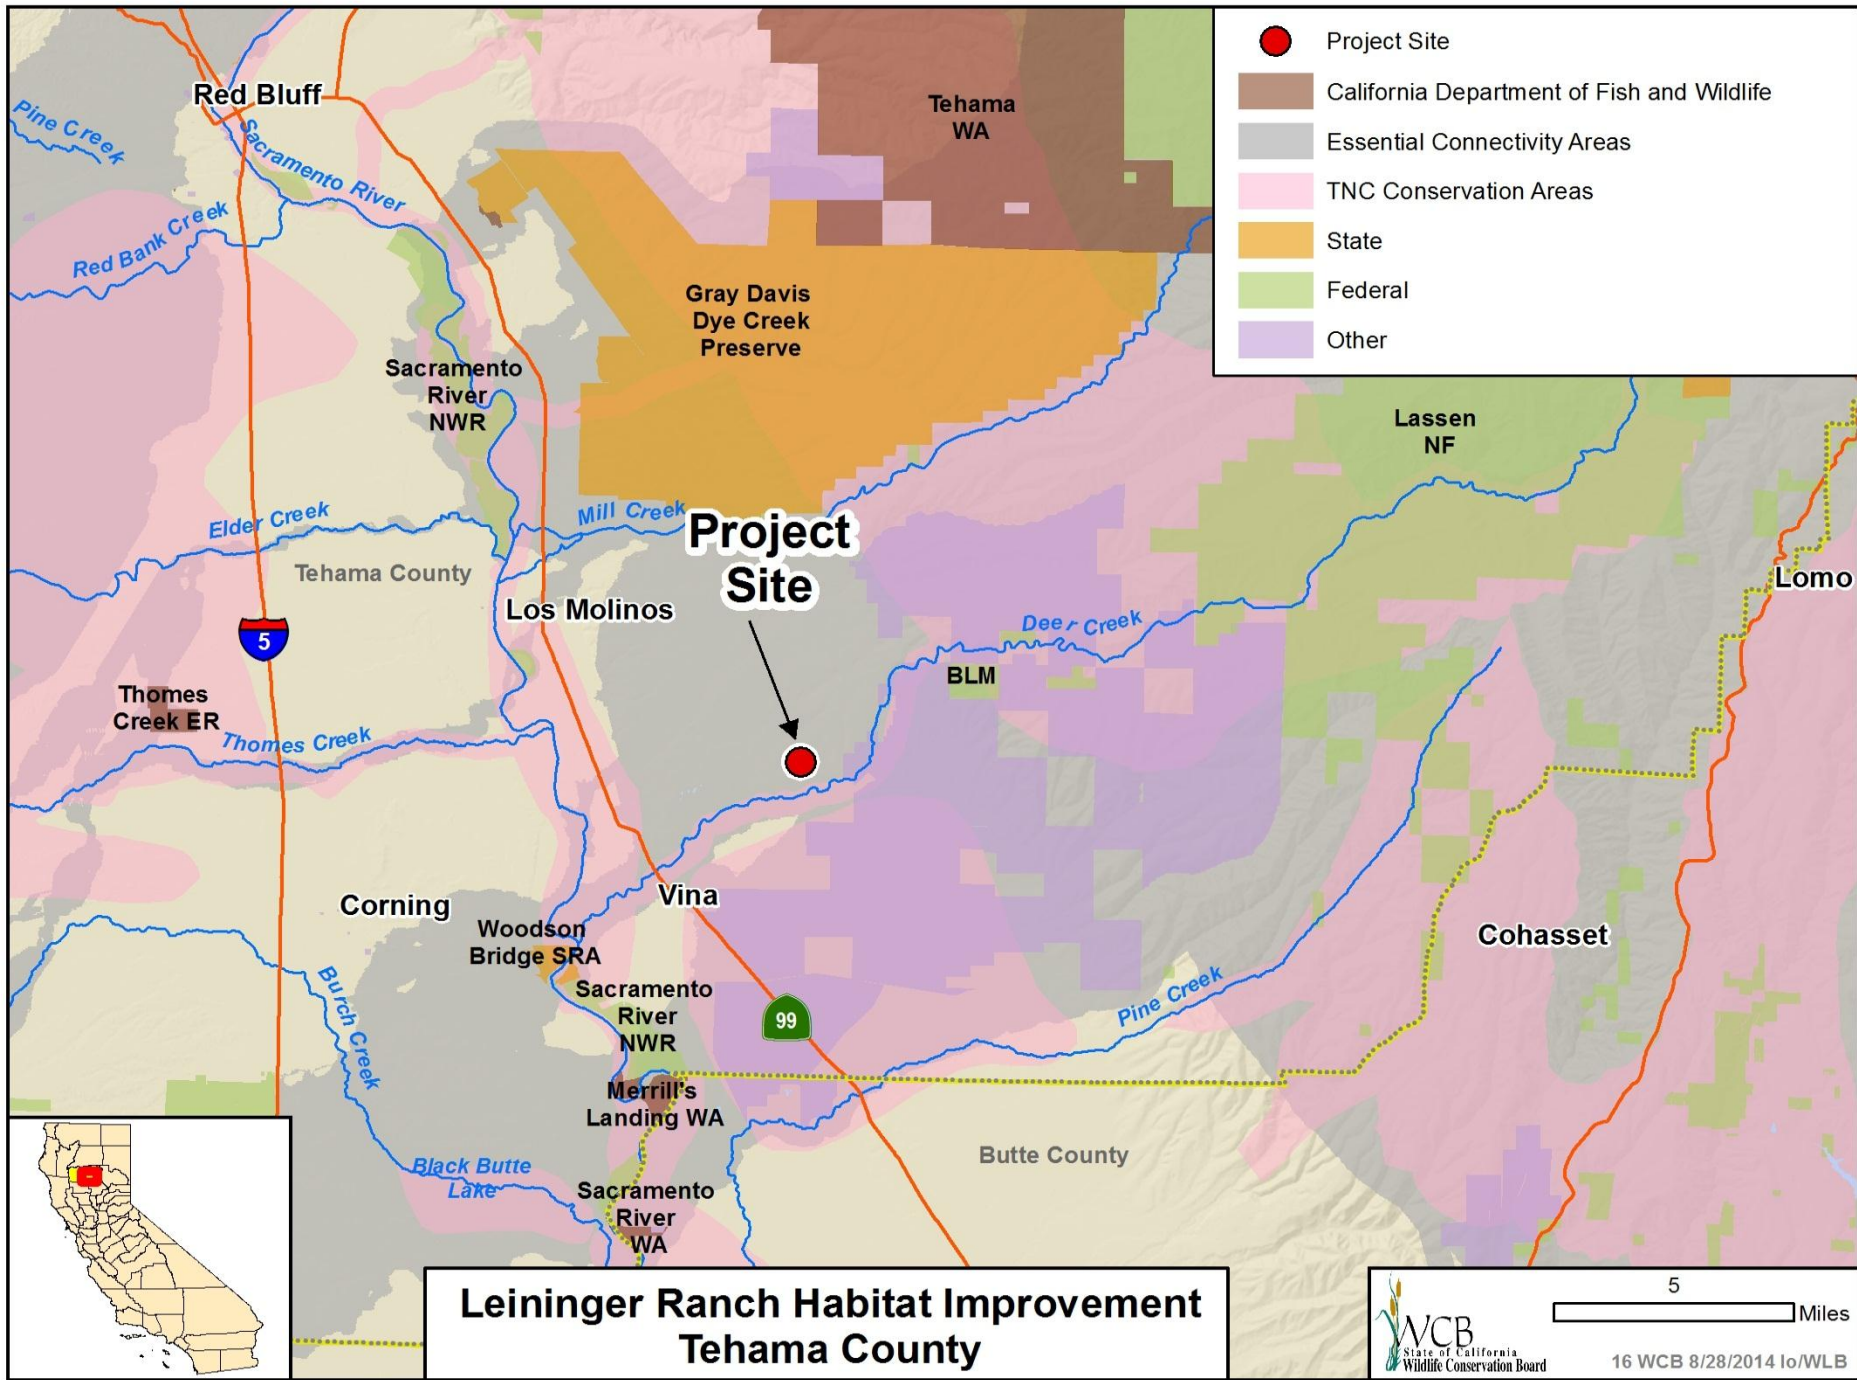 Project Site
California Department of Fish and Wildlife
Essential Connectivity Areas
TNC Conservation Areas
State
Federal
Other
Red Bluff
Pine Creek
Sacramento River
Red Bank Creek
Tehama
WA
Gray Davis
Dye Creek
Preserve
Sacramento
River
NWR
Lassen
NF
Elder Creek
Mill Creek
Project
Site
Tehama County
Los Molinos
Lomo
5
Deer Creek
BLM
Thomes
Creek ER
Thomes Creek
Corning
Vina
Woodson
Bridge SRA
Cohasset
Burch Creek
Sacramento
River
NWR
99
Pine Creek
Merrill's
Landing WA
Butte County
Black Butte
Lake
Sacramento
River
WA
Leininger Ranch Habitat Improvement
Tehama County
WCB
State of California
Wildlife Conservation Board
5
Miles
16 WCB 8/28/2014 lo/WLB